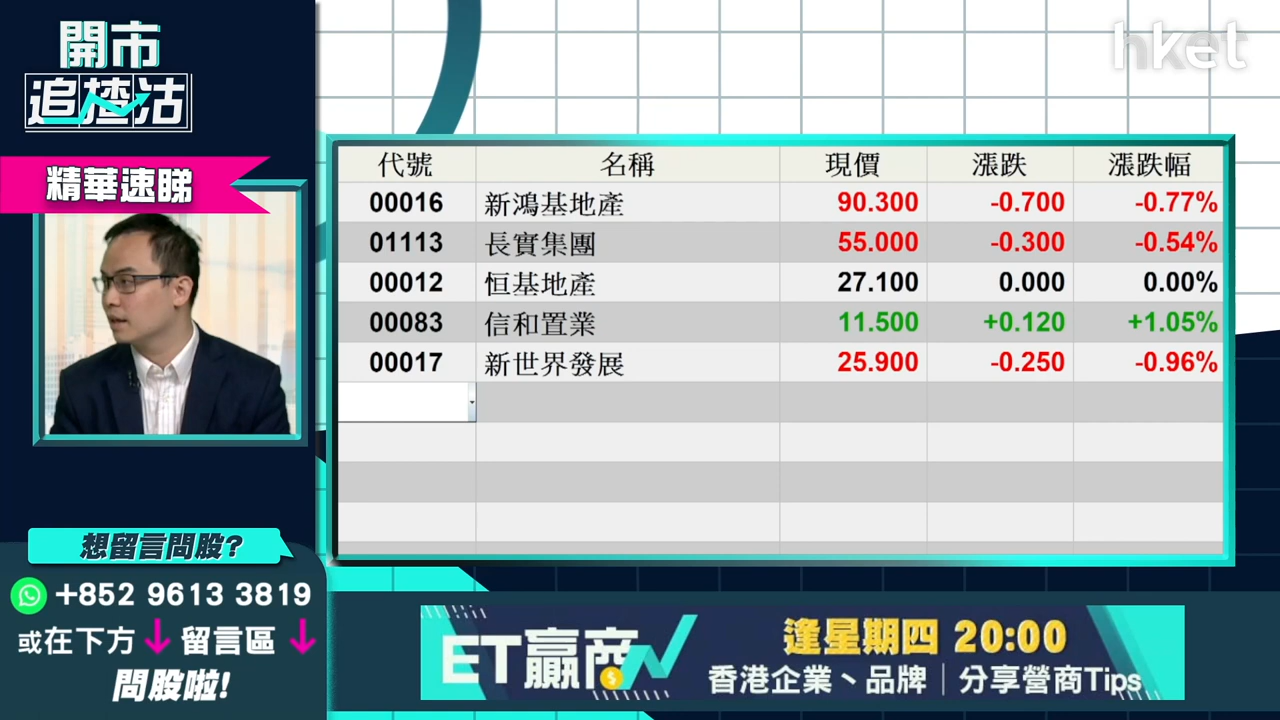 開市
追揸沽
精華速睇
hket
代號 名稱 現價 漲跌 漲跌幅
00016 新鴻基地產 90.300 -0.700 -0.77%
01113 長實集團 55.000 -0.300 -0.54%
00012 恒基地產 27.100 0.000 0.00%
00083 信和置業 11.500 +0.120 +1.05%
00017 新世界發展 25.900 -0.250 -0.96%
想留言問股?
+852 9613 3819
或在下方↓留言區↓
問股啦!
ET贏商
逢星期四 20:00
香港企業、品牌｜分享營商Tips